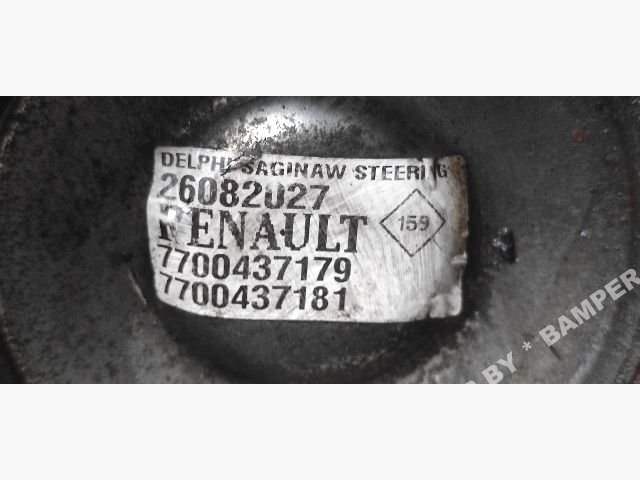 DELPHI SAGINAW STEERING
26082027
RENAULT
159
7700437179
7700437181
BY * BAMPER